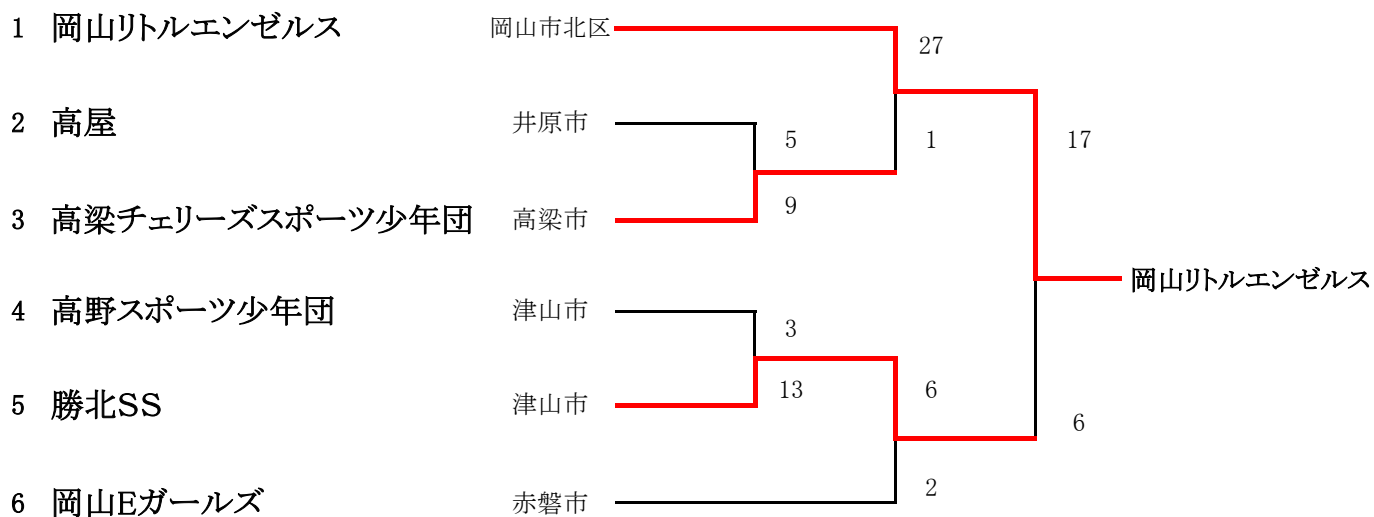 1 岡山リトルエンゼルス 岡山市北区
27
2 高屋 井原市
5 1 17
3 高梁チェリーズスポーツ少年団 高梁市
9
岡山リトルエンゼルス
4 高野スポーツ少年団 津山市
3
5 勝北SS 津山市
13 6
6
6 岡山Eガールズ 赤磐市
2